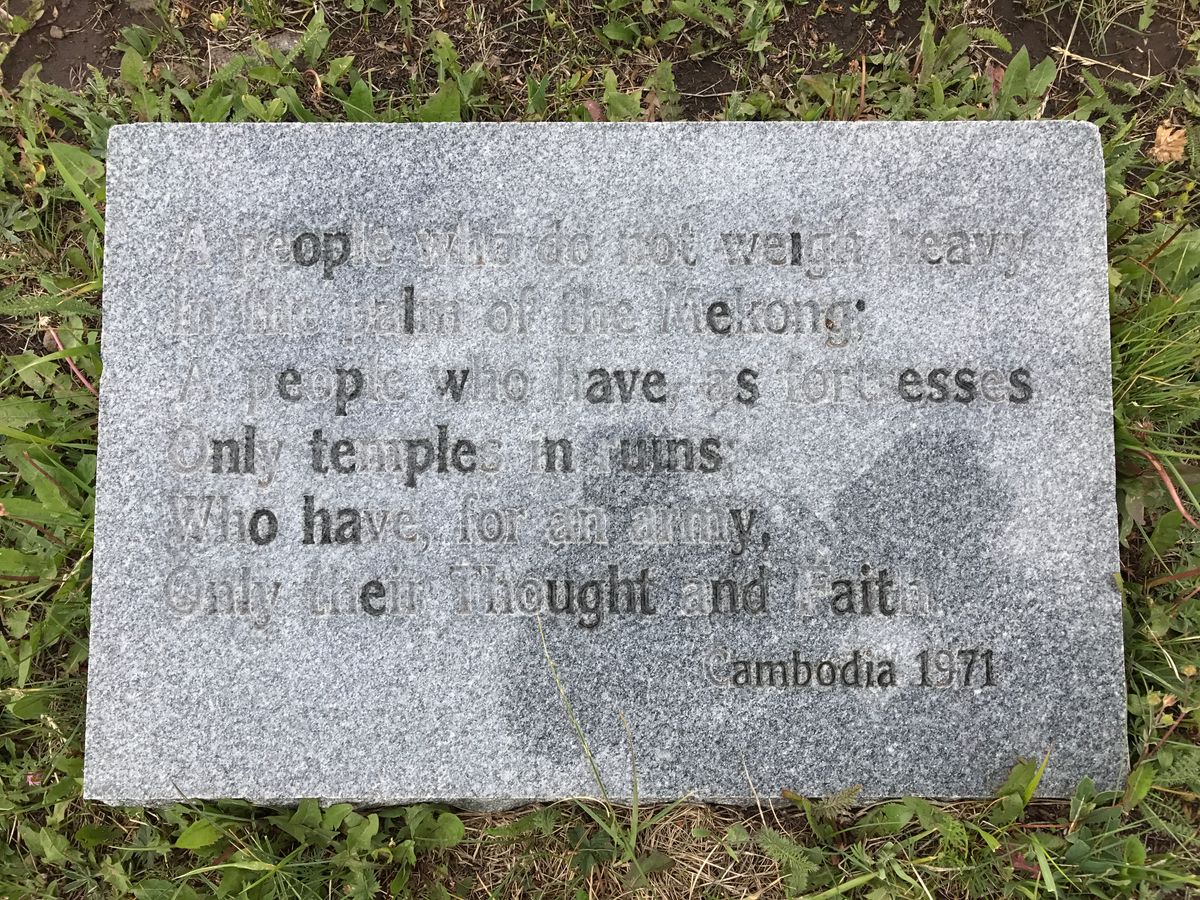 A people who do not weigh heavy
In the palm of the Mekong;
A people who have, as fortresses
Only temples in ruins;
Who have, for an army,
Only their Thought and Faith.
Cambodia 1971